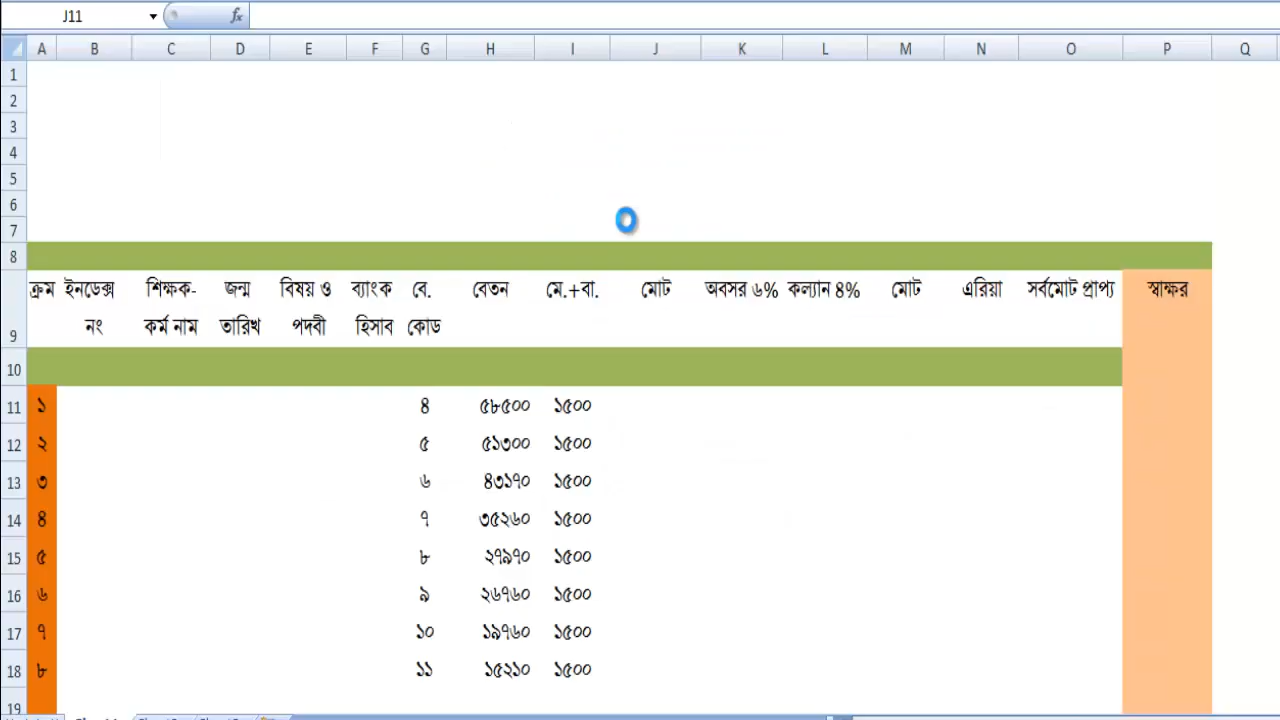 J11
fx
A B C D E F G H I J K L M N O P Q
1
2
3
4
5
6
7
8
ক্রম ইনডেক্স শিক্ষক- জন্ম বিষয় ও ব্যাংক বে. বেতন মে.+বা. মোট অবসর ৬% কল্যান ৪% মোট এরিয়া সর্বমোট প্রাপ্য স্বাক্ষর
9 নং কর্ম নাম তারিখ পদবী হিসাব কোড
10
11 ১ ৪ ৫৮৫০০ ১৫০০
12 ২ ৫ ৫১৩০০ ১৫০০
13 ৩ ৬ ৪৩১৭০ ১৫০০
14 ৪ ৭ ৩৫২৬০ ১৫০০
15 ৫ ৮ ২৭৯৭০ ১৫০০
16 ৬ ৯ ২৬৭৬০ ১৫০০
17 ৭ ১০ ১৯৭৬০ ১৫০০
18 ৮ ১১ ১৫২১০ ১৫০০
19